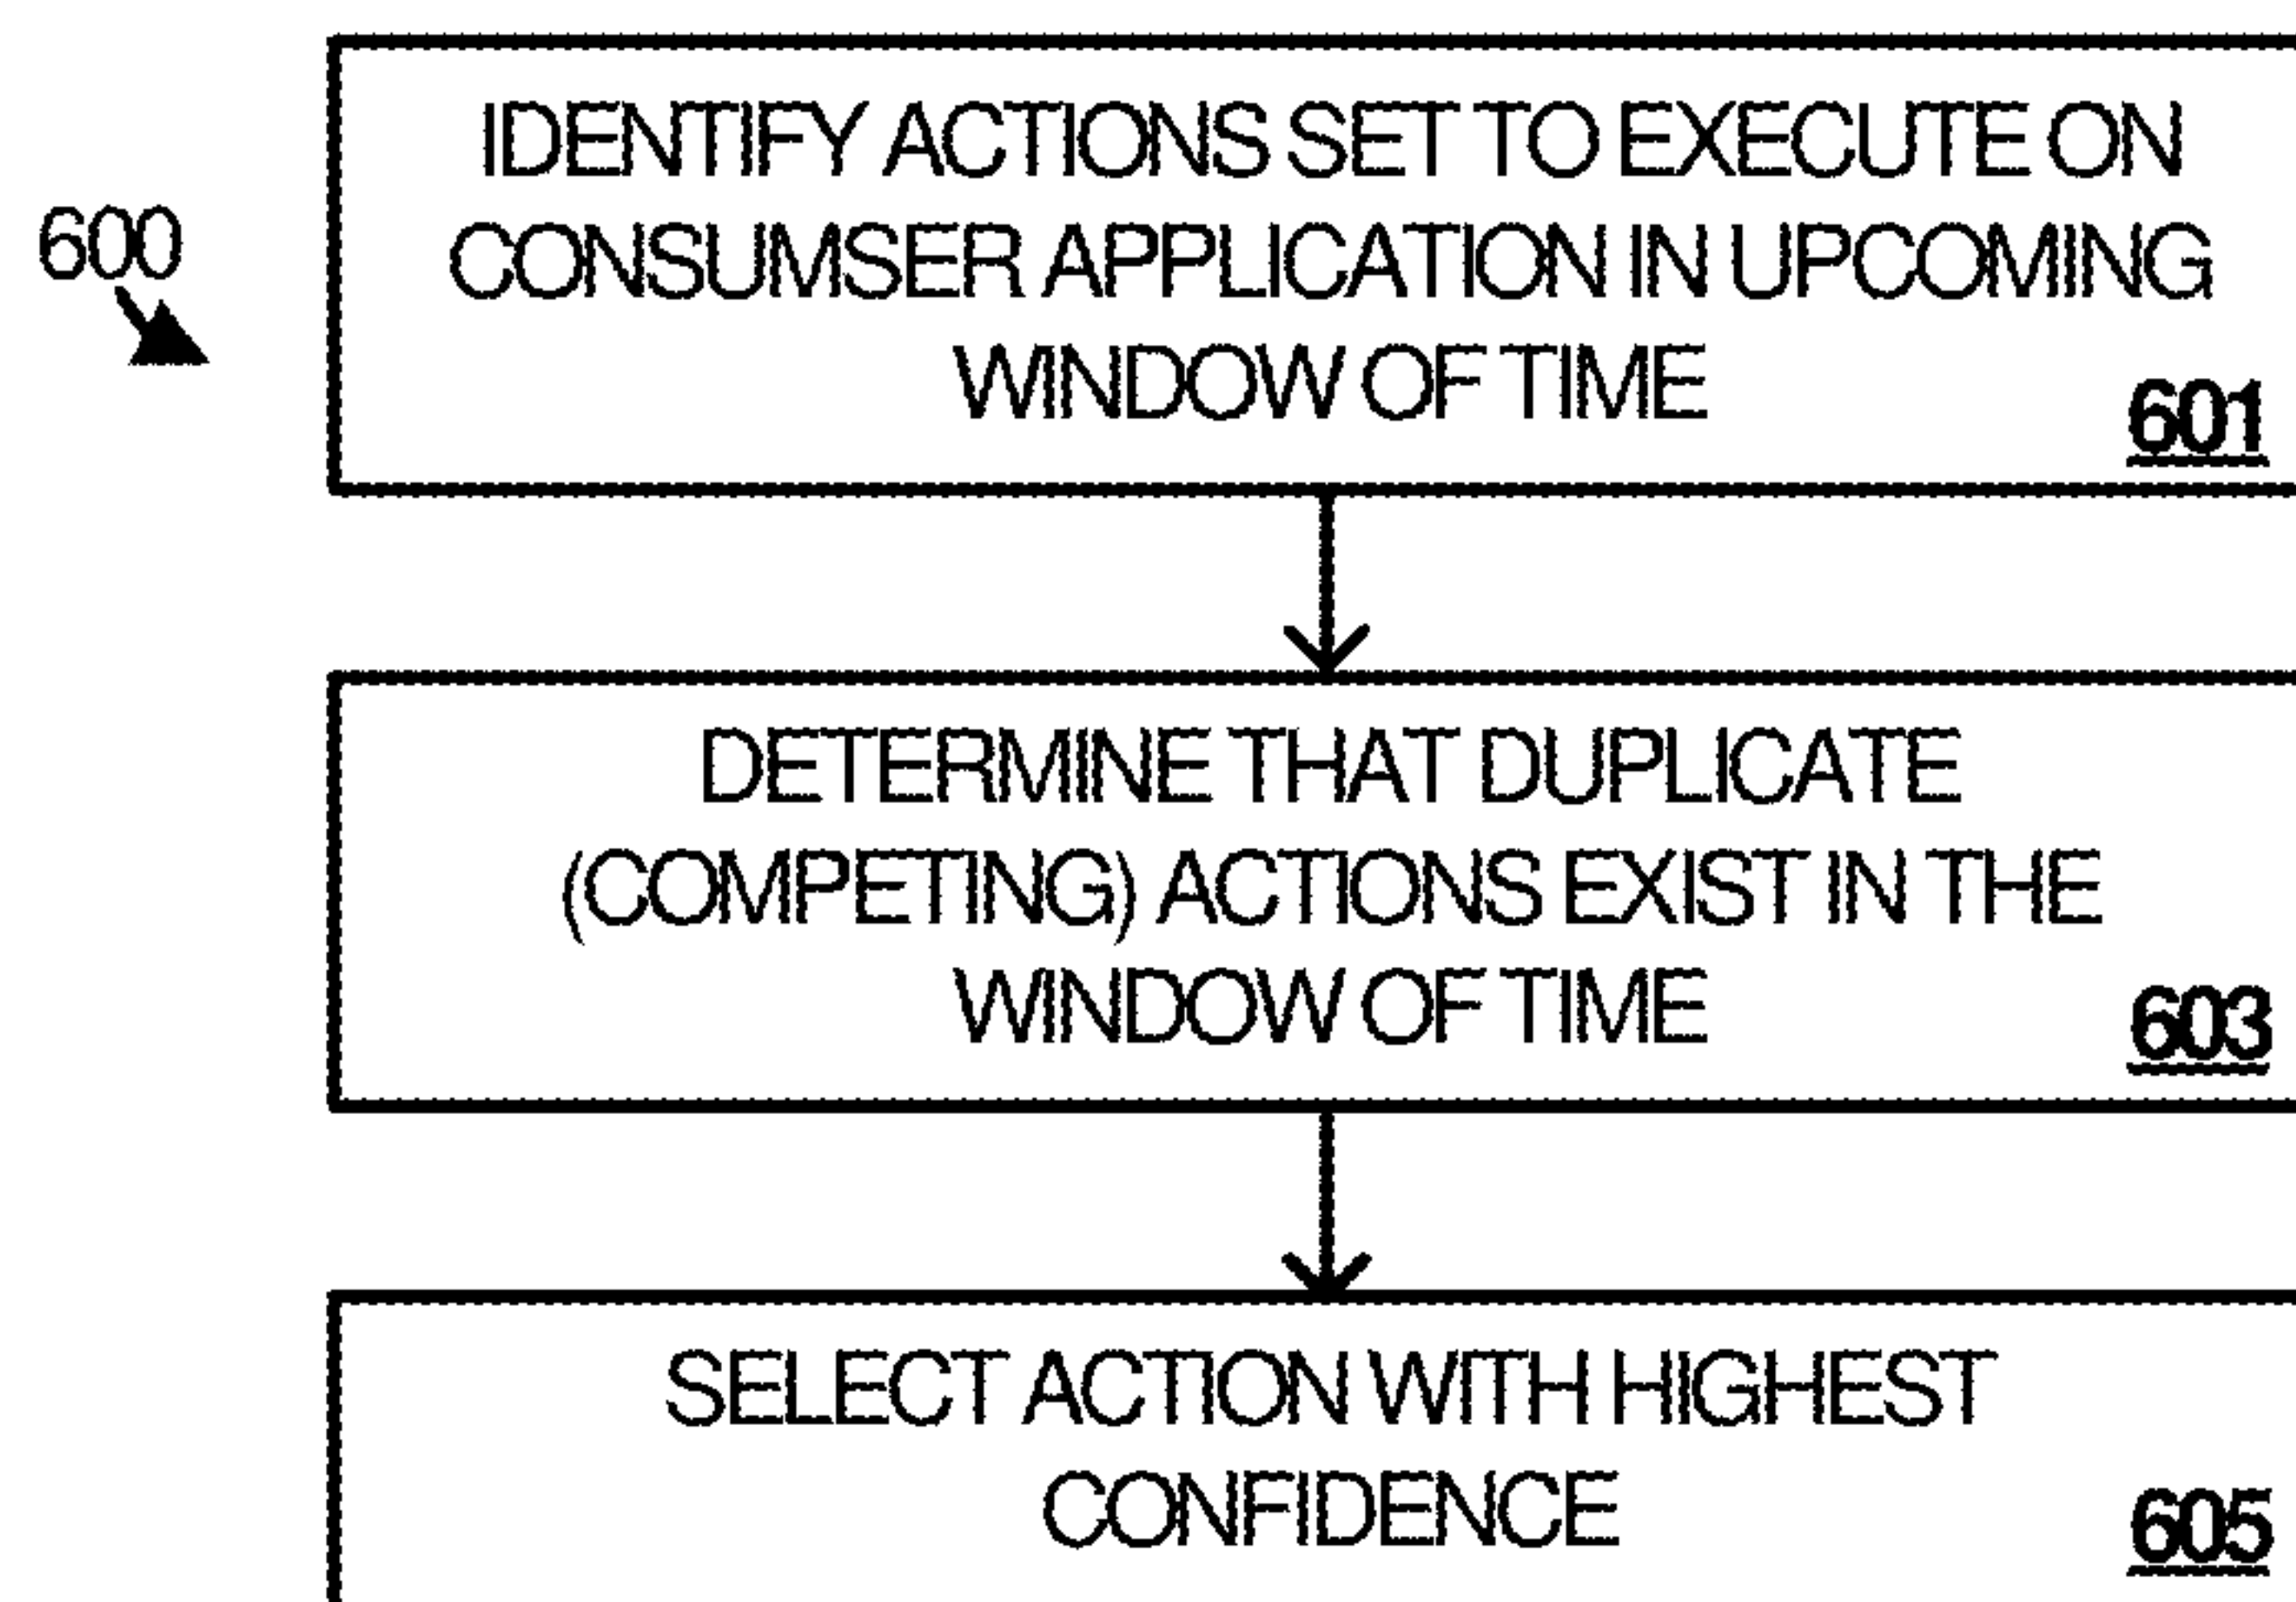 600
IDENTIFY ACTIONS SET TO EXECUTE ON
CONSUMSER APPLICATION IN UPCOMING
WINDOW OF TIME
601
DETERMINE THAT DUPLICATE
(COMPETING) ACTIONS EXIST IN THE
WINDOW OF TIME
603
SELECT ACTION WITH HIGHEST
CONFIDENCE
605